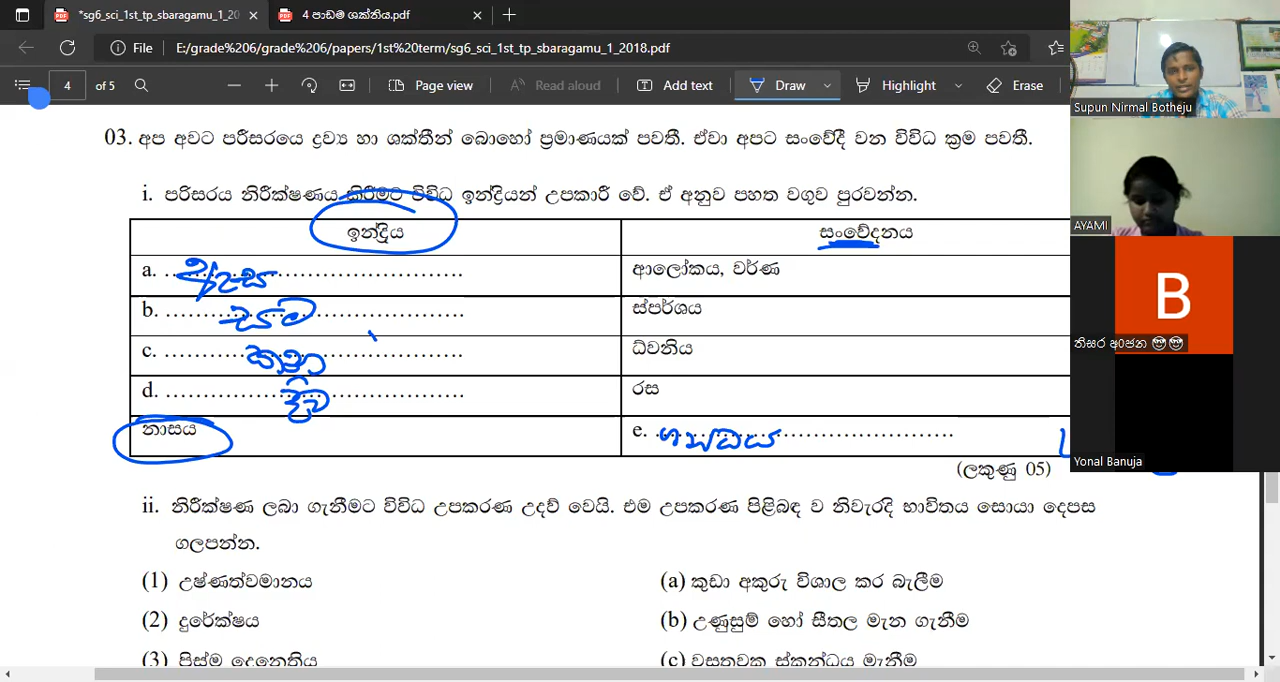 *sg6_sci_1st_tp_sbaragamu_1_20 4 පාඩම ශක්තිය.pdf
File E:/grade%206/grade%206/papers/1st%20term/sg6_sci_1st_tp_sbaragamu_1_2018.pdf
4 of 5 Page view Read aloud Add text Draw Highlight Erase
Supun Nirmal Botheju
03. අප අවට පරිසරයෙ ද්‍රව්‍ය හා ශක්තීන් බොහෝ ප්‍රමාණයක් පවතී. ඒවා අපට සංවේදී වන විවිධ ක්‍රම පවතී.
i. පරිසරය නිරීක්ෂණය කිරීමට විවිධ ඉන්ද්‍රියන් උපකාරී වේ. ඒ අනුව පහත වගුව පුරවන්න.
AYAMI
ඉන්ද්‍රිය සංවේදනය
a. ඇස ආලෝකය, වර්ණ
b. සම ස්පර්ශය
c. කණ ධ්වනිය
d. දිව රස
නාසය e. ගන්ධය
B
නිසර අ0ජන 😎😎
Yonal Banuja
(ලකුණු 05)
ii. නිරීක්ෂණ ලබා ගැනීමට විවිධ උපකරණ උදව් වෙයි. එම උපකරණ පිළිබඳ ව නිවැරදි භාවිතය සොයා දෙපස
ගලපන්න.
(1) උෂ්ණත්වමානය (a) කුඩා අකුරු විශාල කර බැලීම
(2) දුරේක්ෂය (b) උණුසුම් හෝ සීතල මැන ගැනීම
(3) පිස්ම දෙනෙතිය (c) වස්තුවක ස්කන්ධය මැනීම